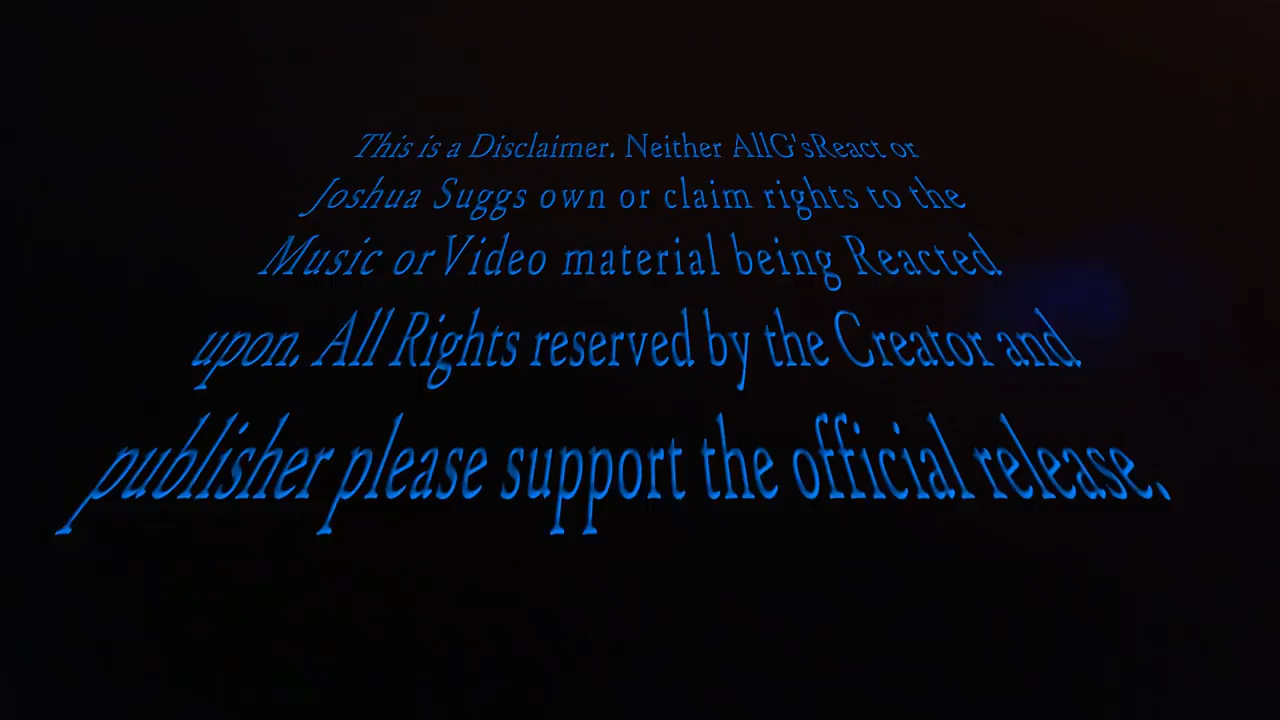 This is a Disclaimer. Neither AllG'sReact or
Joshua Suggs own or claim rights to the
Music or Video material being Reacted
upon. All Rights reserved by the Creator and
publisher please support the official release.